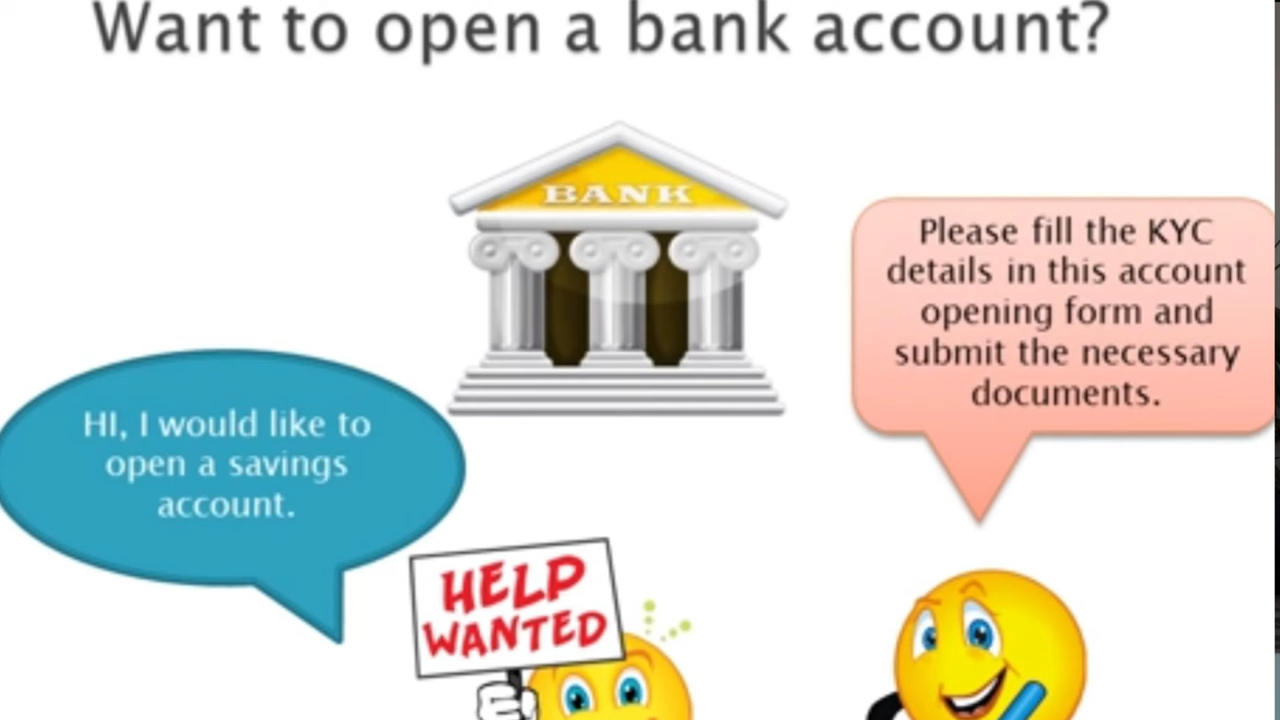 Want to open a bank account?
BANK
Please fill the KYC
details in this account
opening form and
submit the necessary
documents.
HI, I would like to
open a savings
account.
HELP
WANTED